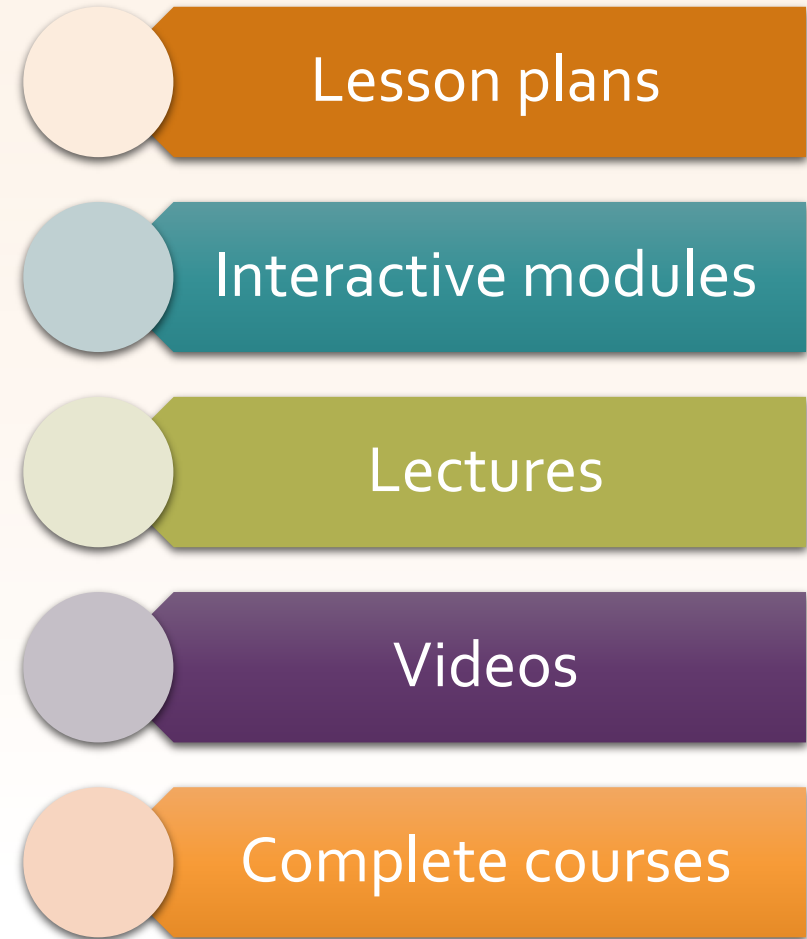 Lesson plans
Interactive modules
Lectures
Videos
Complete courses